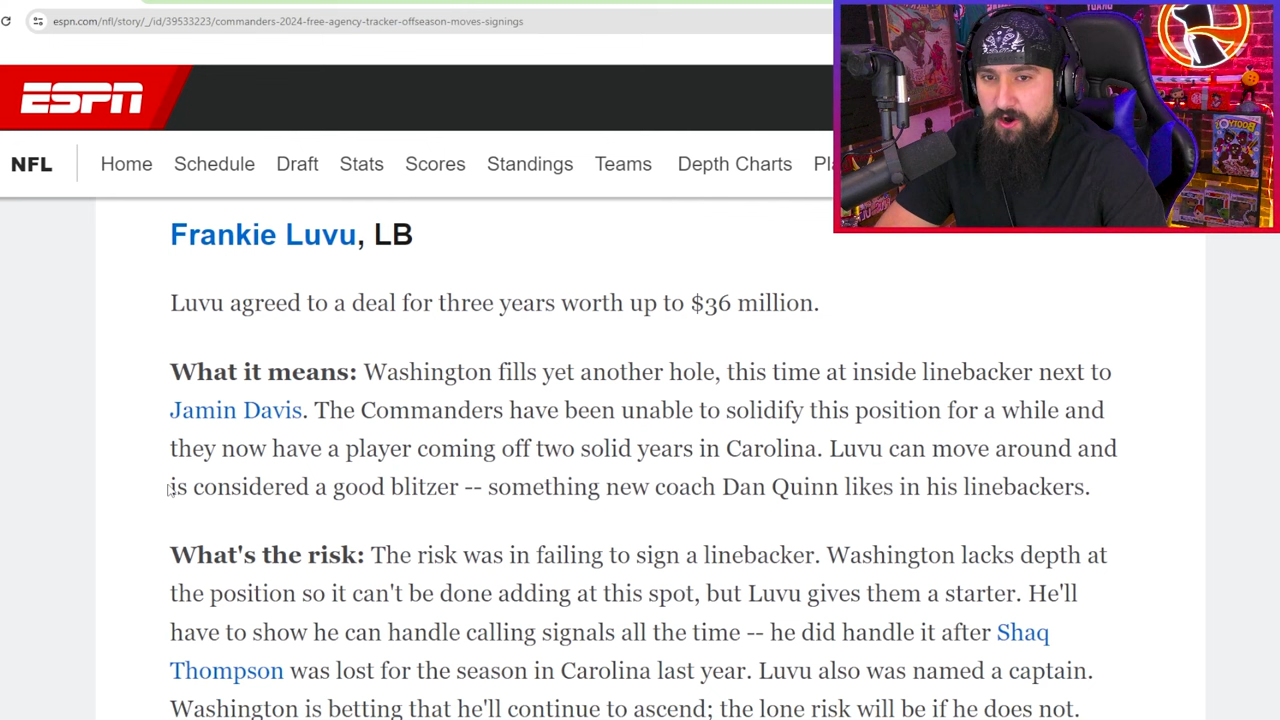 espn.com/nfl/story/_/id/39533223/commanders-2024-free-agency-tracker-offseason-moves-signings
ESPN
NFL Home Schedule Draft Stats Scores Standings Teams Depth Charts
Frankie Luvu, LB
Luvu agreed to a deal for three years worth up to $36 million.
What it means: Washington fills yet another hole, this time at inside linebacker next to
Jamin Davis. The Commanders have been unable to solidify this position for a while and
they now have a player coming off two solid years in Carolina. Luvu can move around and
is considered a good blitzer -- something new coach Dan Quinn likes in his linebackers.
What's the risk: The risk was in failing to sign a linebacker. Washington lacks depth at
the position so it can't be done adding at this spot, but Luvu gives them a starter. He'll
have to show he can handle calling signals all the time -- he did handle it after Shaq
Thompson was lost for the season in Carolina last year. Luvu also was named a captain.
Washington is betting that he'll continue to ascend; the lone risk will be if he does not.